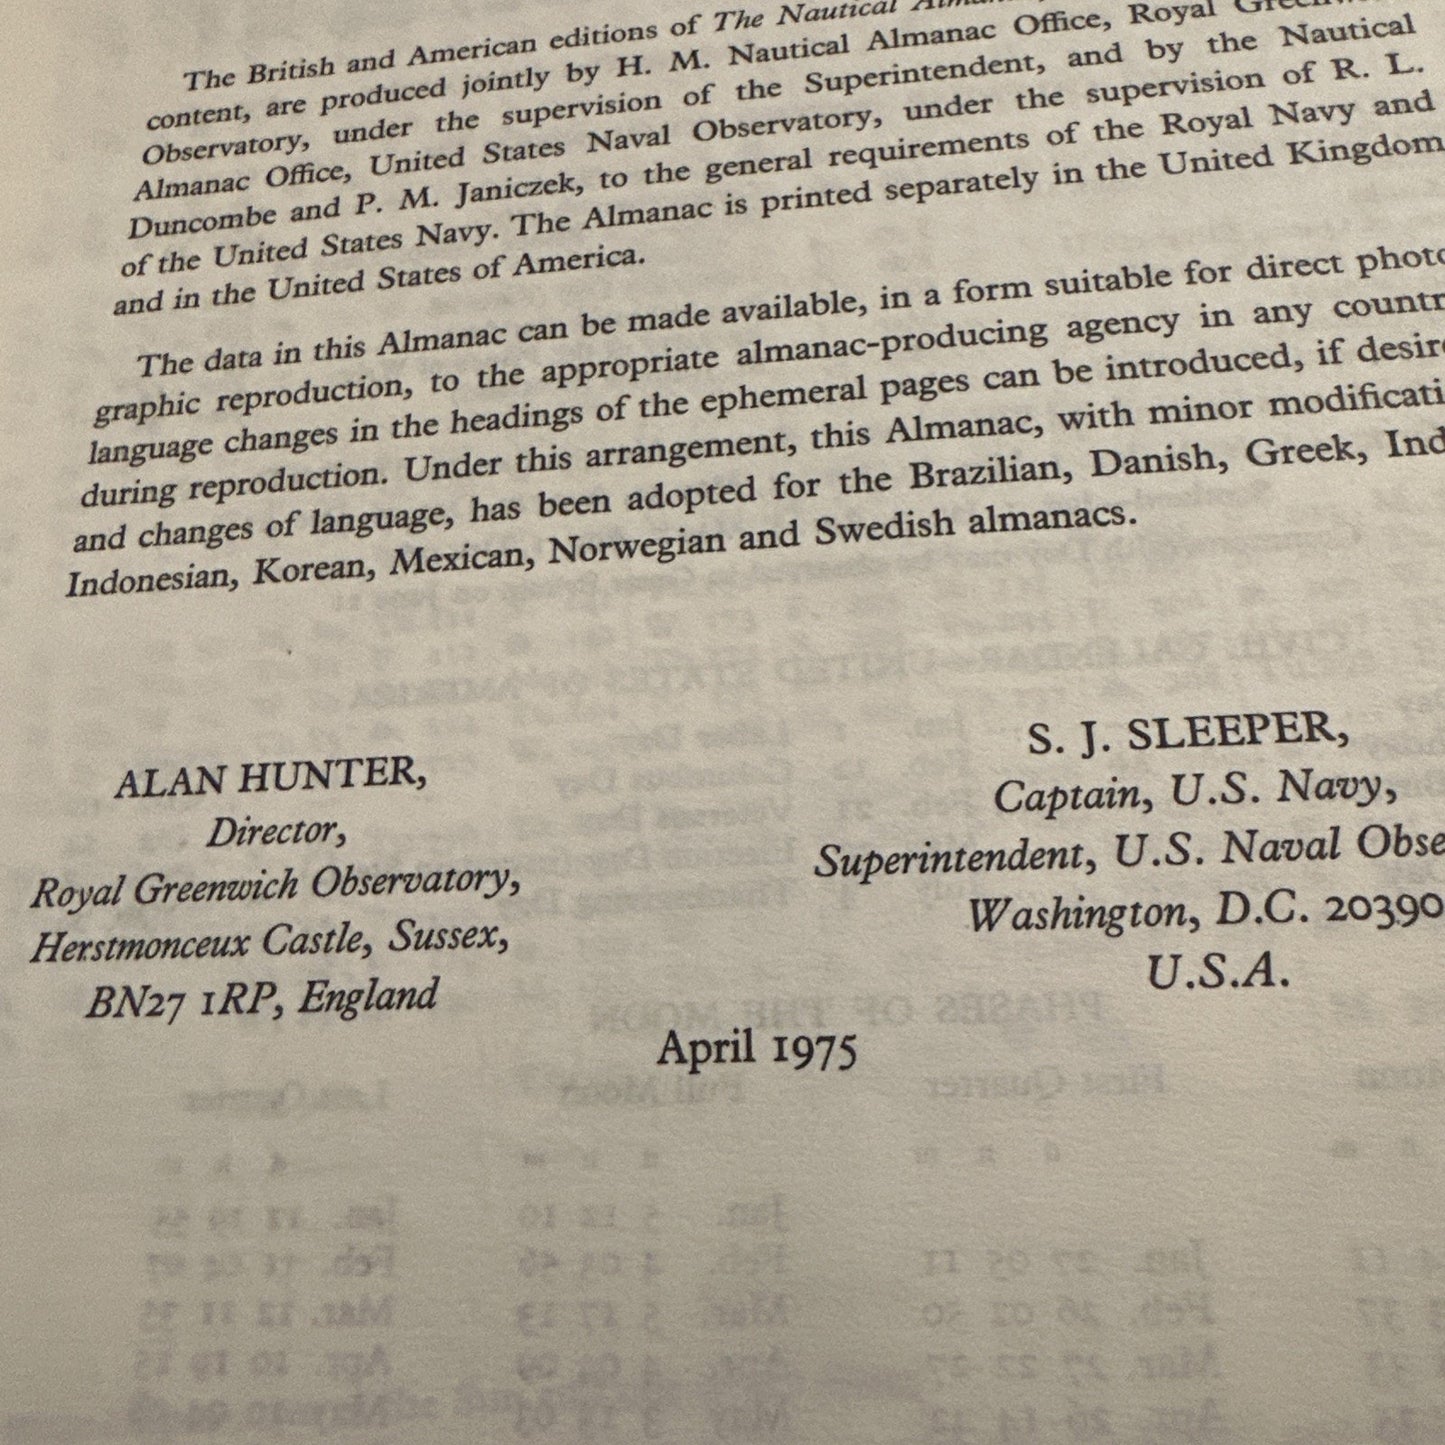 The British and American editions of The Nautical
content, are produced jointly by H. M. Nautical Almanac Office, Royal
Observatory, under the supervision of the Superintendent, and by the Nautical
Almanac Office, United States Naval Observatory, under the supervision of R. L.
Duncombe and P. M. Janiczek, to the general requirements of the Royal Navy and
of the United States Navy. The Almanac is printed separately in the United Kingdom
and in the United States of America.
The data in this Almanac can be made available, in a form suitable for direct photo
graphic reproduction, to the appropriate almanac-producing agency in any countr
language changes in the headings of the ephemeral pages can be introduced, if desire
during reproduction. Under this arrangement, this Almanac, with minor modificati
and changes of language, has been adopted for the Brazilian, Danish, Greek, Ind
Indonesian, Korean, Mexican, Norwegian and Swedish almanacs.
ALAN HUNTER,
Director,
Royal Greenwich Observatory,
Herstmonceux Castle, Sussex,
BN27 1RP, England
S. J. SLEEPER,
Captain, U.S. Navy,
Superintendent, U.S. Naval Obse
Washington, D.C. 20390
U.S.A.
April 1975